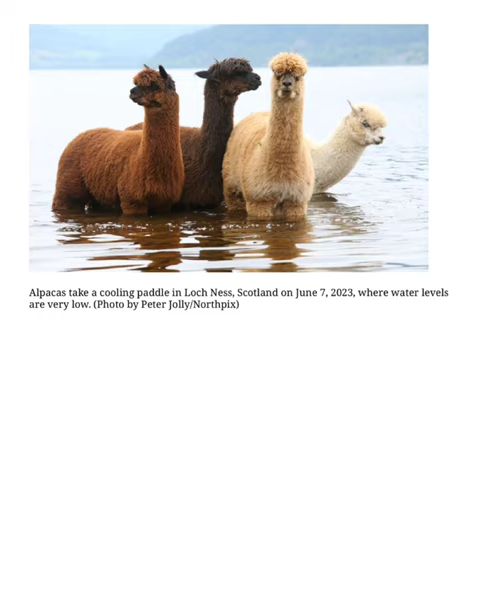 Alpacas take a cooling paddle in Loch Ness, Scotland on June 7, 2023, where water levels
are very low. (Photo by Peter Jolly/Northpix)